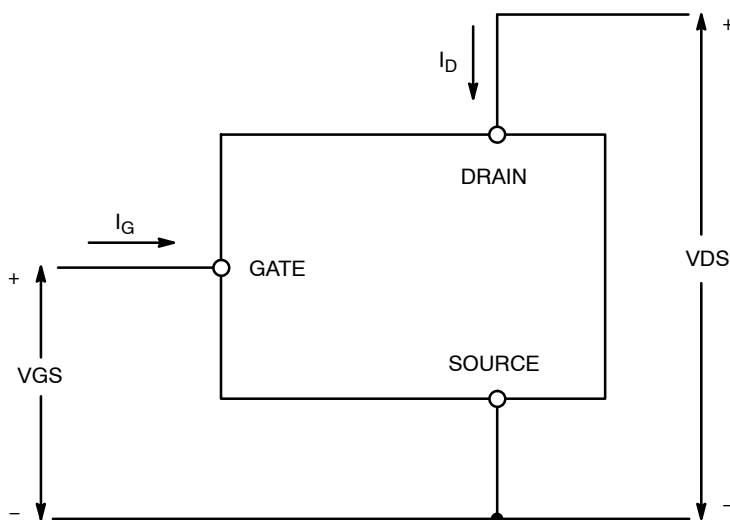 +
I_D
DRAIN
I_G
GATE
+
VDS
SOURCE
VGS
−
−